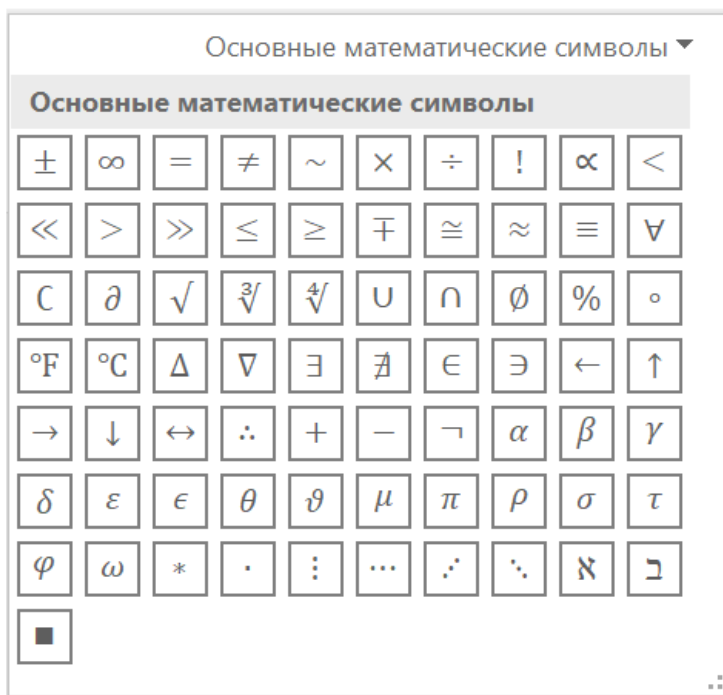 Основные математические символы
Основные математические символы
± ∞ = ≠ ~ × ÷ ! ∝ <
≪ > ≫ ≤ ≥ ∓ ≅ ≈ ≡ ∀
∁ ∂ √ ∛ ∜ ∪ ∩ ∅ % °
℉ ℃ ∆ ∇ ∃ ∄ ∈ ∋ ← ↑
→ ↓ ↔ ∴ + − ¬ α β γ
δ ε ϵ θ ϑ μ π ρ σ τ
φ ω ∗ ∙ ⋮ ⋯ ⋰ ⋱ ℵ ℶ
∎